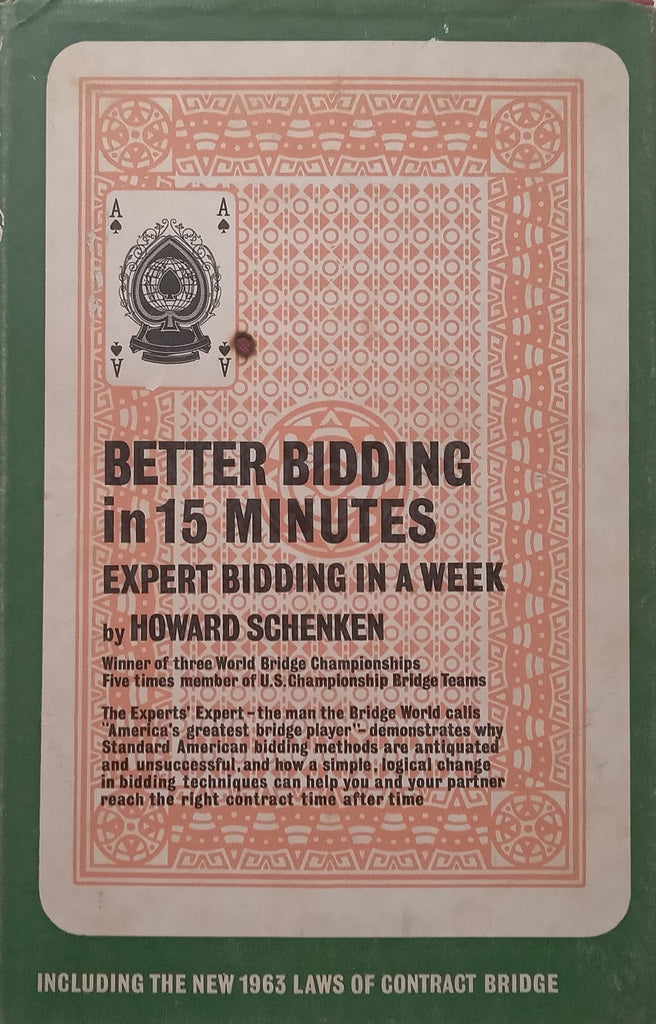 A A
A A
BETTER BIDDING
in 15 MINUTES
EXPERT BIDDING IN A WEEK
by HOWARD SCHENKEN
Winner of three World Bridge Championships
Five times member of U.S. Championship Bridge Teams
The Experts' Expert–the man the Bridge World calls
"America's greatest bridge player"–demonstrates why
Standard American bidding methods are antiquated
and unsuccessful, and how a simple, logical change
in bidding techniques can help you and your partner
reach the right contract time after time
INCLUDING THE NEW 1963 LAWS OF CONTRACT BRIDGE